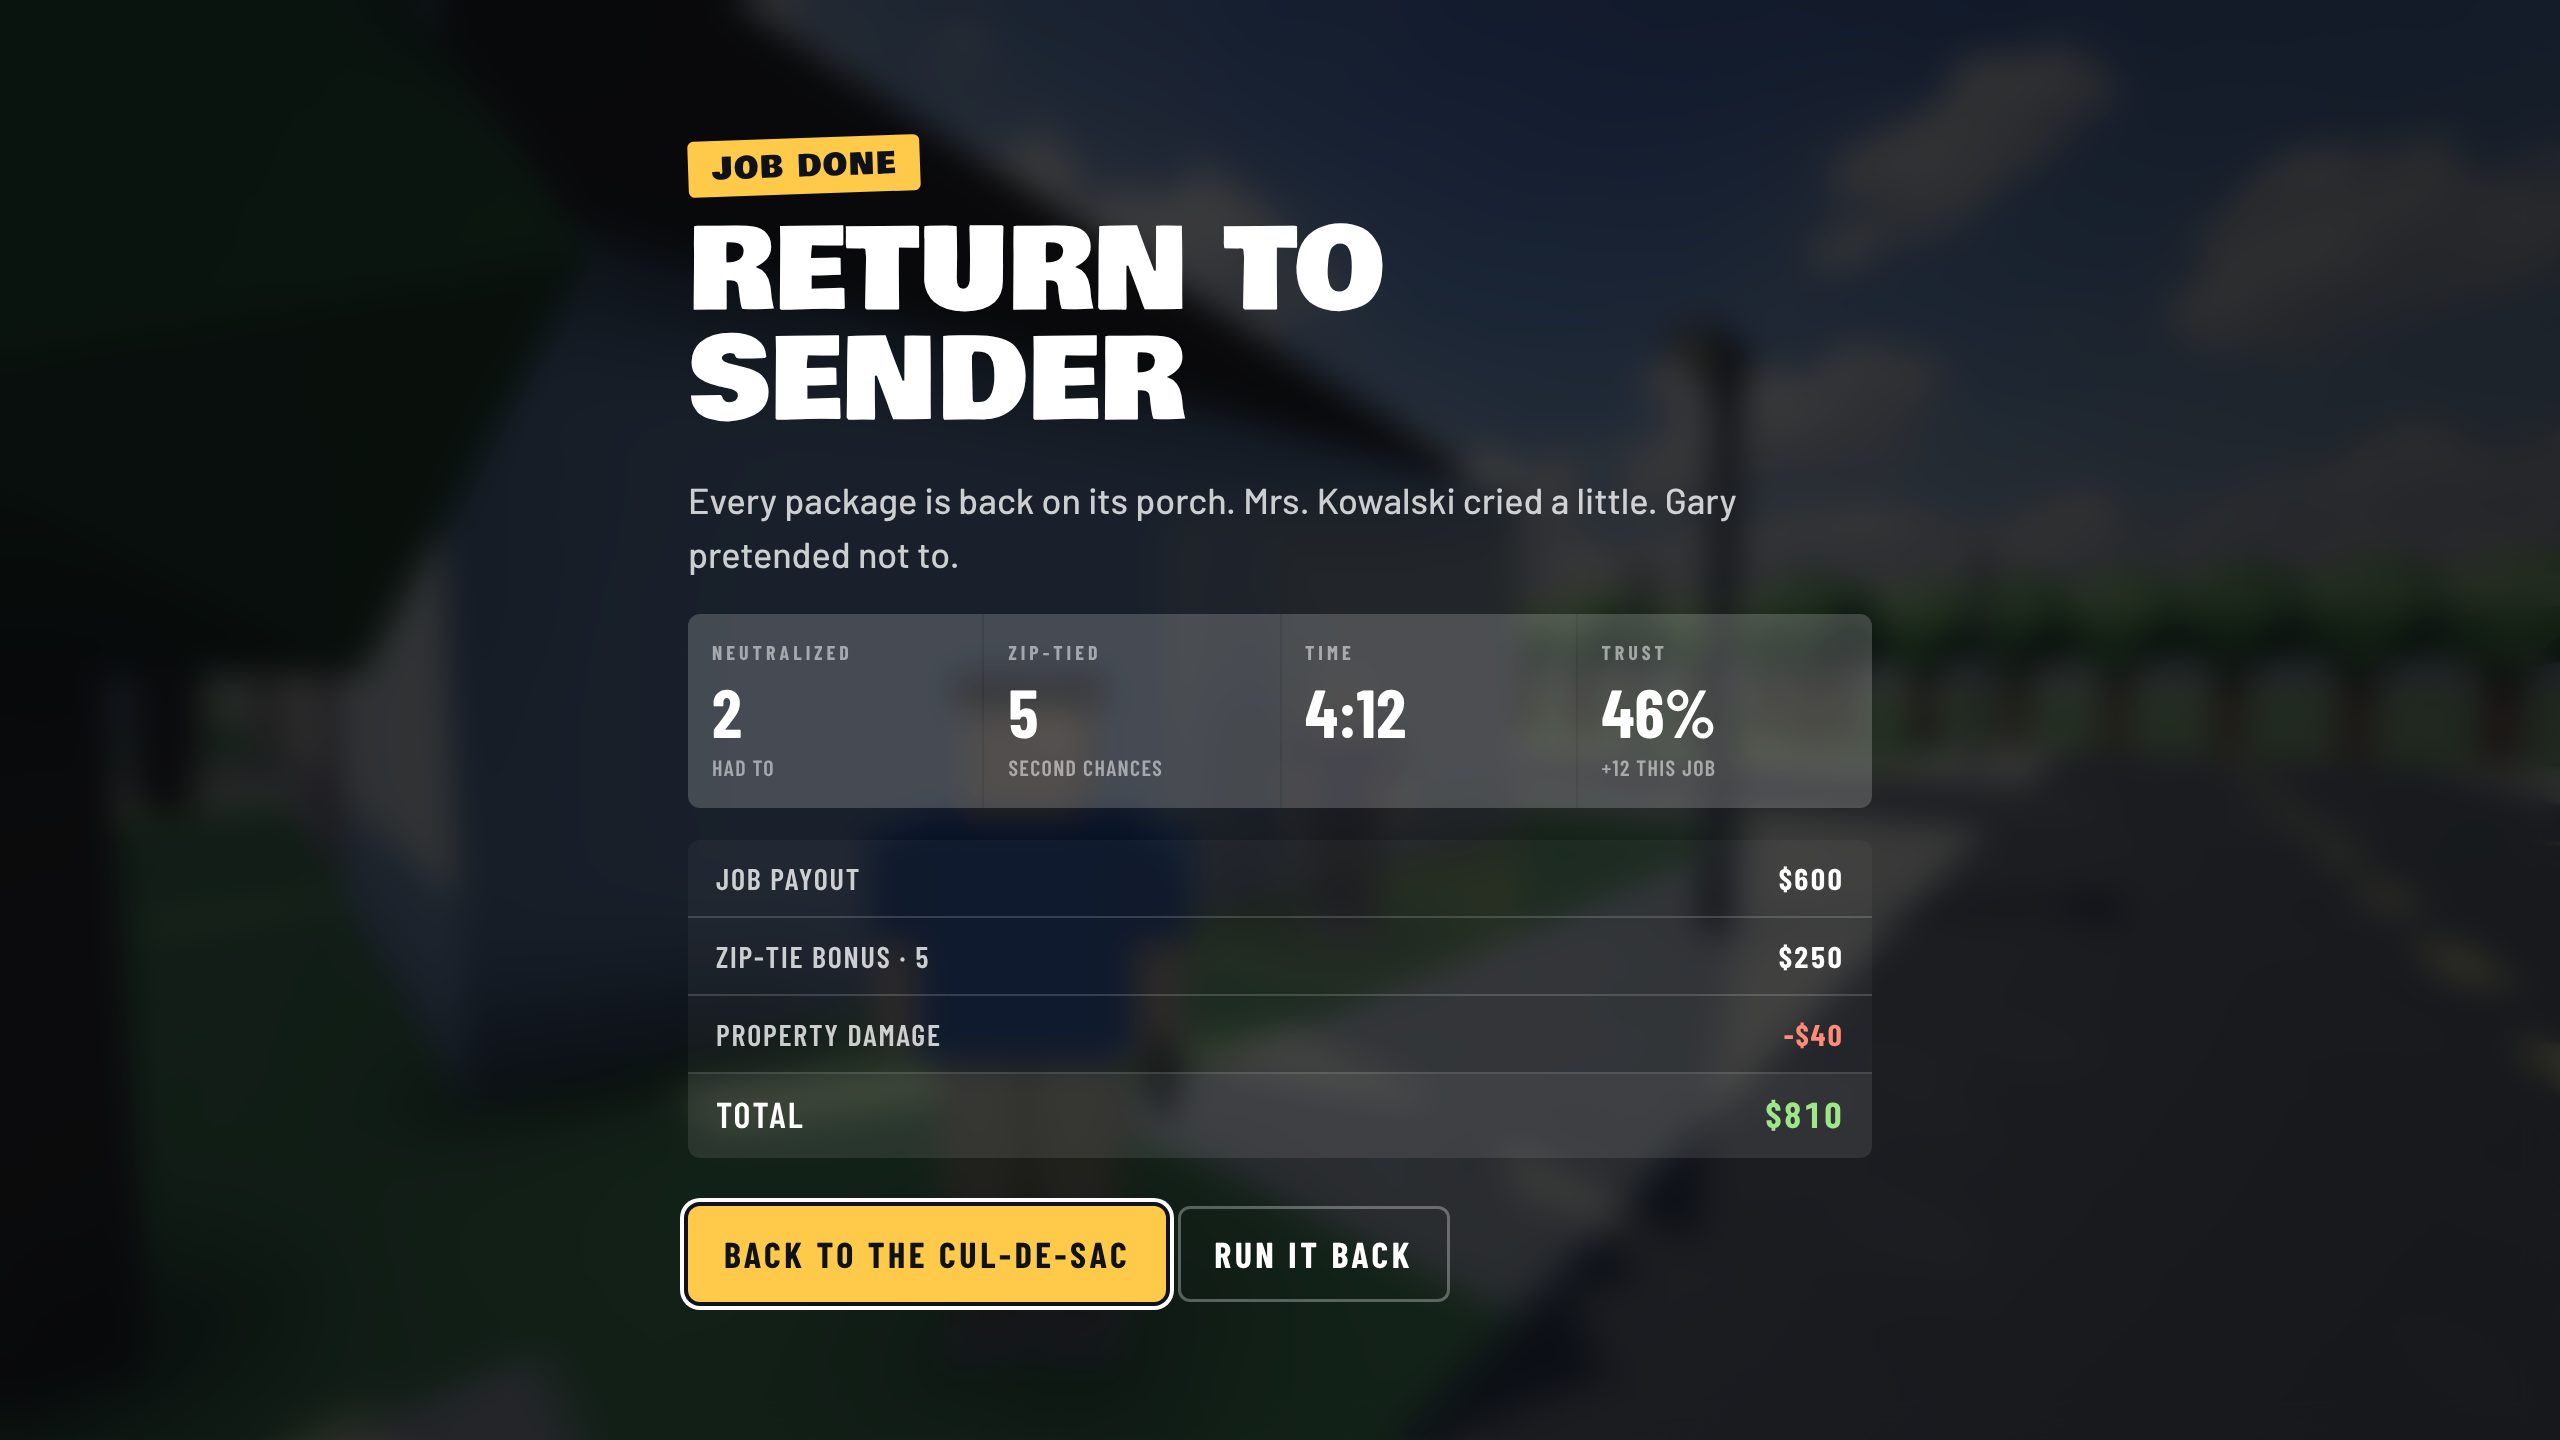 JOB DONE
RETURN TO
SENDER
Every package is back on its porch. Mrs. Kowalski cried a little. Gary
pretended not to.
NEUTRALIZED
2
HAD TO
ZIP-TIED
5
SECOND CHANCES
TIME
4:12
TRUST
46%
+12 THIS JOB
JOB PAYOUT $600
ZIP-TIE BONUS · 5 $250
PROPERTY DAMAGE -$40
TOTAL $810
BACK TO THE CUL-DE-SAC
RUN IT BACK